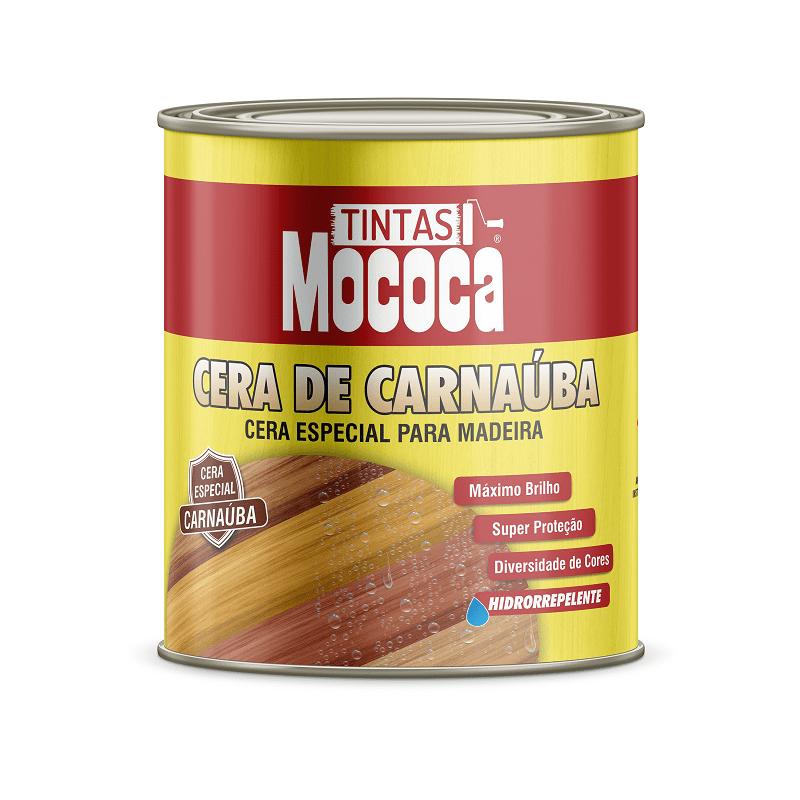 TINTAS
MOCOCA
®
CERA DE CARNAÚBA
CERA ESPECIAL PARA MADEIRA
CERA
ESPECIAL
CARNAÚBA
Máximo Brilho
Super Proteção
Diversidade de Cores
HIDRORREPELENTE